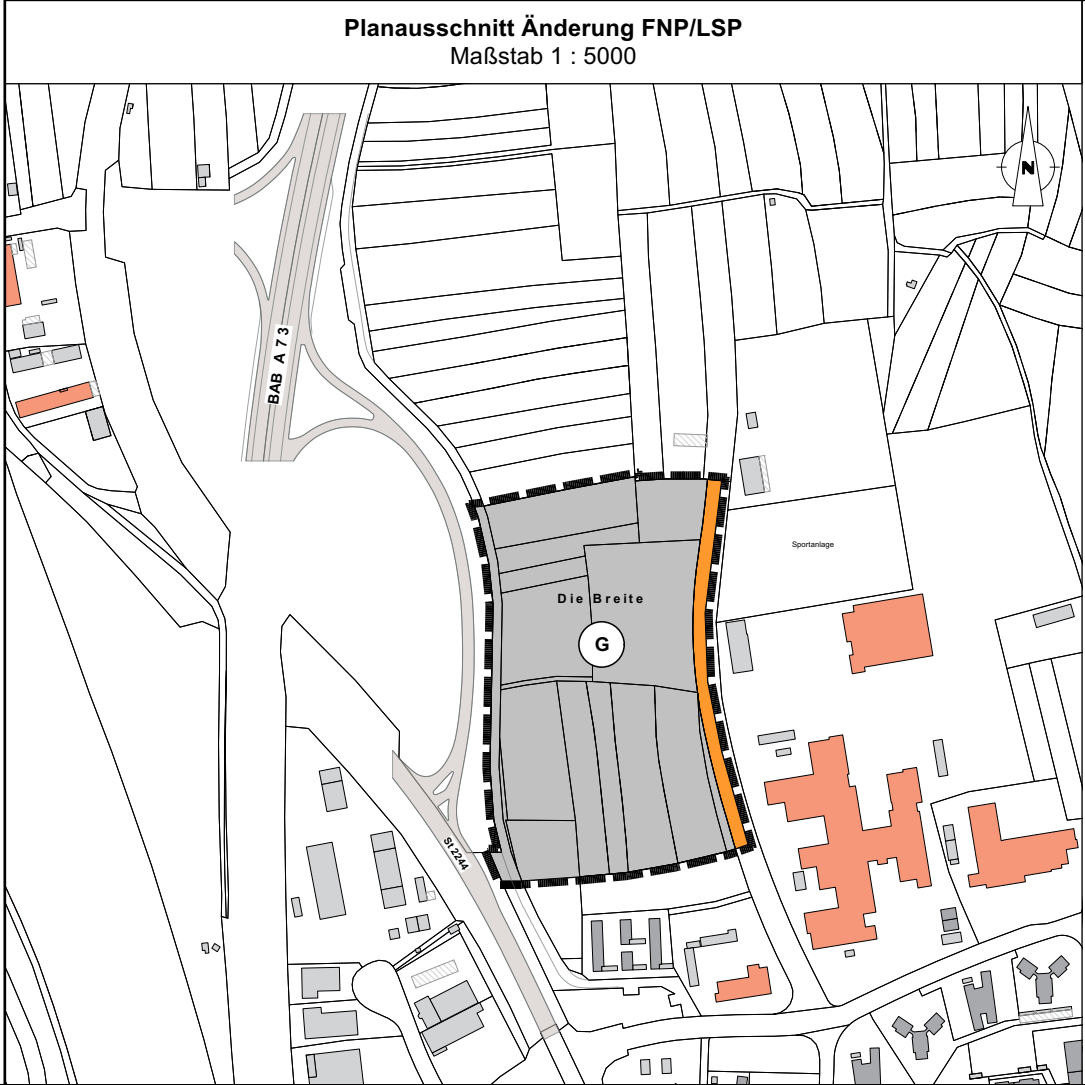 Planausschnitt Änderung FNP/LSP
Maßstab 1 : 5000
N
BAB A 73
Sportanlage
Die Breite
G
St 2244